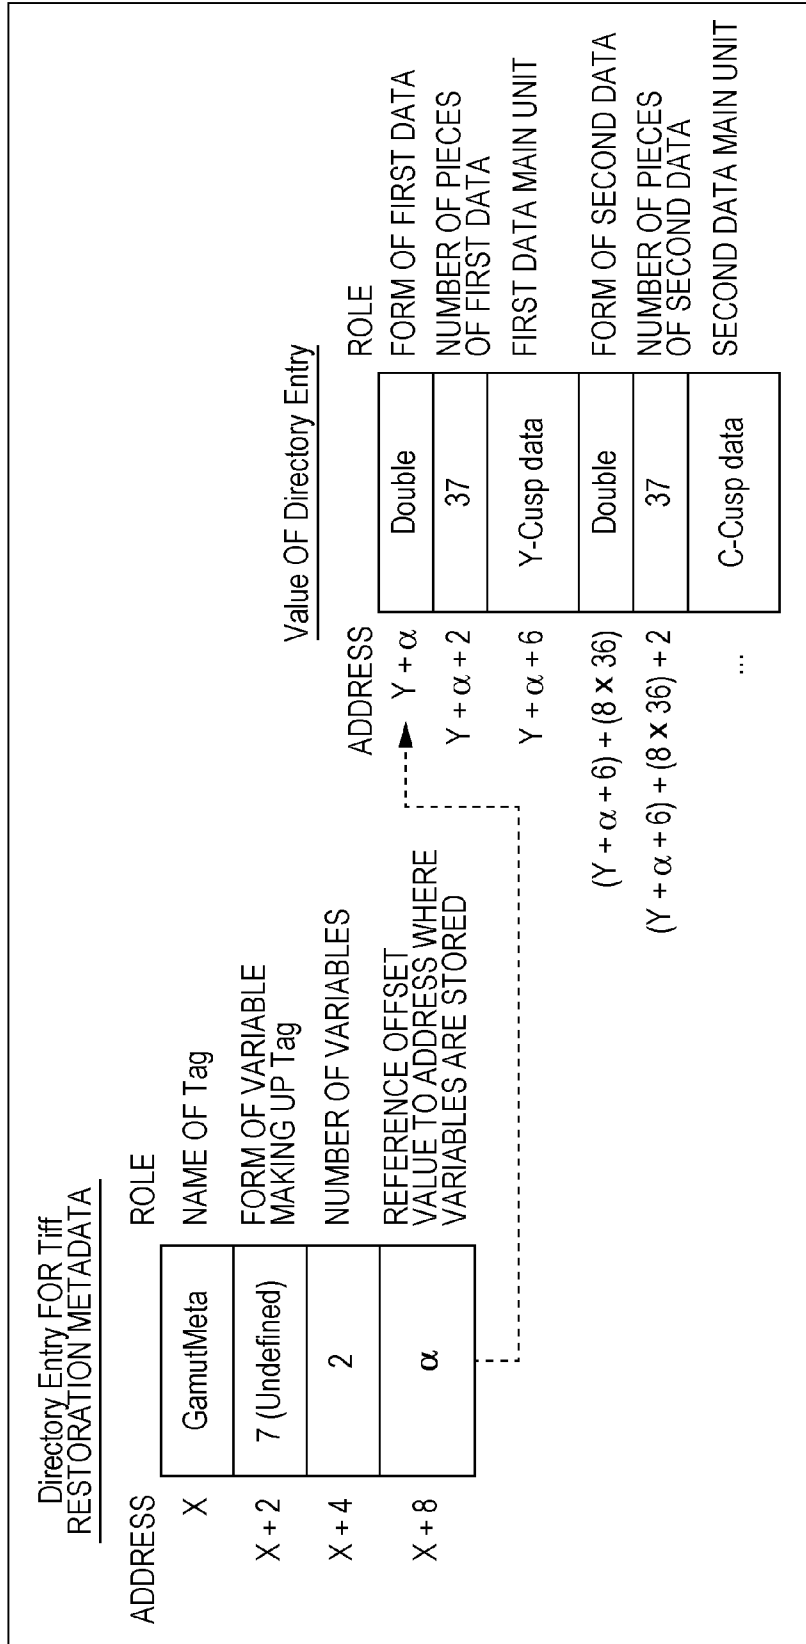 Directory Entry FOR Tiff
RESTORATION METADATA
ADDRESS ROLE
X GamutMeta NAME OF Tag
X + 2 7 (Undefined) FORM OF VARIABLE
MAKING UP Tag
X + 4 2 NUMBER OF VARIABLES
X + 8 α REFERENCE OFFSET
VALUE TO ADDRESS WHERE
VARIABLES ARE STORED
Value OF Directory Entry
ADDRESS ROLE
Y + α Double FORM OF FIRST DATA
Y + α + 2 37 NUMBER OF PIECES
OF FIRST DATA
Y + α + 6 Y-Cusp data FIRST DATA MAIN UNIT
(Y + α + 6) + (8 x 36) Double FORM OF SECOND DATA
(Y + α + 6) + (8 x 36) + 2 37 NUMBER OF PIECES
OF SECOND DATA
... C-Cusp data SECOND DATA MAIN UNIT